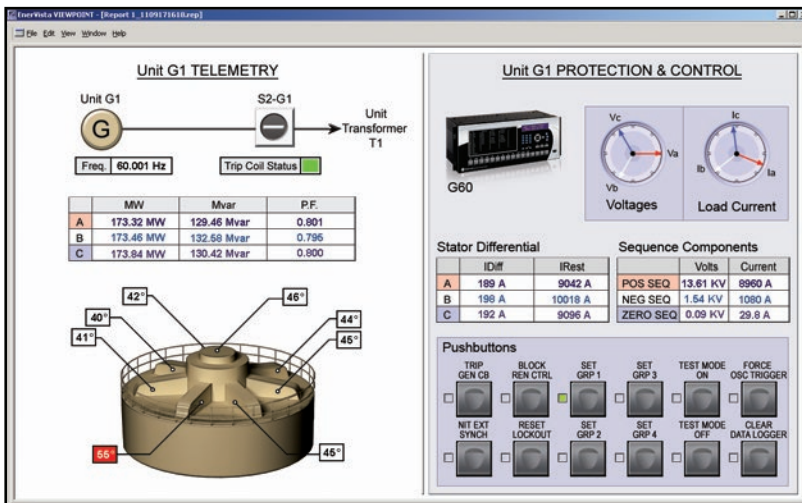 EnerVista VIEWPOINT - [Report 1_1109171618.rep]
File Edit View Window Help
Unit G1 TELEMETRY
Unit G1
S2-G1
G
Unit
Transformer
T1
Freq. 60.001 Hz
Trip Coil Status
MW Mvar P.F.
A 173.32 MW 129.46 Mvar 0.801
B 173.46 MW 132.58 Mvar 0.795
C 173.84 MW 130.42 Mvar 0.800
42°
46°
40°
44°
41°
45°
55°
45°
Unit G1 PROTECTION & CONTROL
G60
Vc
Va
Vb
Voltages
Ic
Ib
Ia
Load Current
Stator Differential
IDiff IRest
A 189 A 9042 A
B 198 A 10018 A
C 192 A 9096 A
Sequence Components
Volts Current
POS SEQ 13.61 KV 8960 A
NEG SEQ 1.54 KV 1080 A
ZERO SEQ 0.09 KV 29.8 A
Pushbuttons
TRIP
GEN CB
BLOCK
REN CTRL
SET
GRP 1
SET
GRP 3
TEST MODE
ON
FORCE
OSC TRIGGER
NIT EXT
SYNCH
RESET
LOCKOUT
SET
GRP 2
SET
GRP 4
TEST MODE
OFF
CLEAR
DATA LOGGER